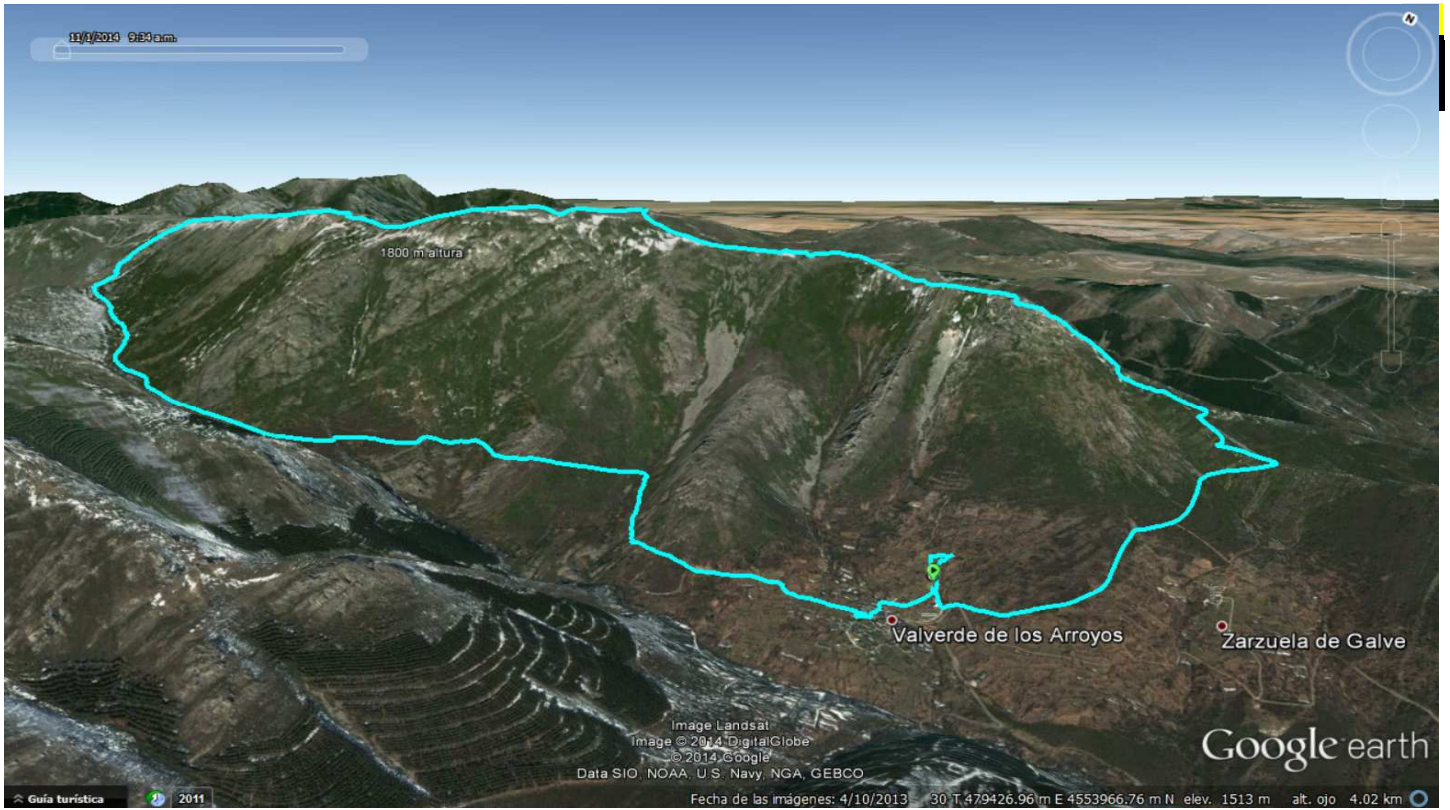 11/1/2014 9:34 a.m.
N
1800 m altura
Valverde de los Arroyos
Zarzuela de Galve
Image Landsat
Image © 2014 DigitalGlobe
© 2014 Google
Data SIO, NOAA, U.S. Navy, NGA, GEBCO
Google earth
Guía turística
2011
Fecha de las imágenes: 4/10/2013 30 T 479426.96 m E 4553966.76 m N elev. 1513 m alt. ojo 4.02 km